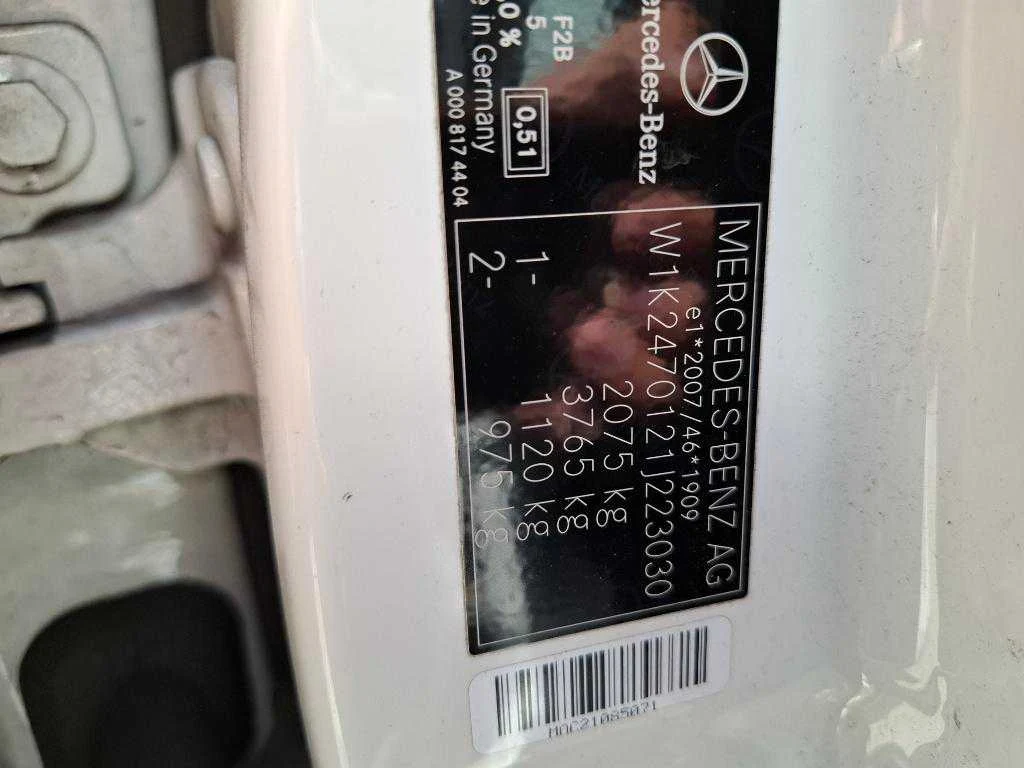 Mercedes-Benz
F2B
5
0,51
%
in Germany
A 000 817 44 04
MERCEDES-BENZ AG
e1*2007/46*1909
W1K2470121J223030
2075 kg
3765 kg
1- 1120 kg
2- 975 kg
MAC21085071